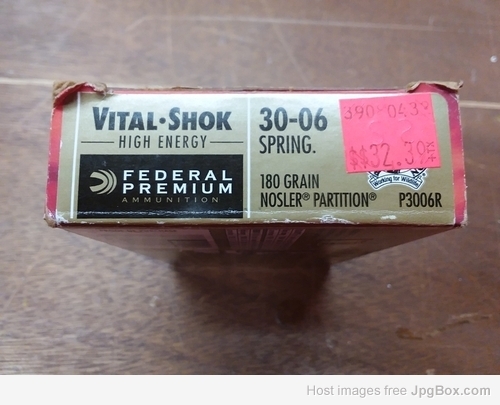 VITAL·SHOK
HIGH ENERGY
FEDERAL
PREMIUM
AMMUNITION
30-06
SPRING.
180 GRAIN
NOSLER® PARTITION®
P3006R
$$32.39
Working for Wildlife
Host images free JpgBox.com